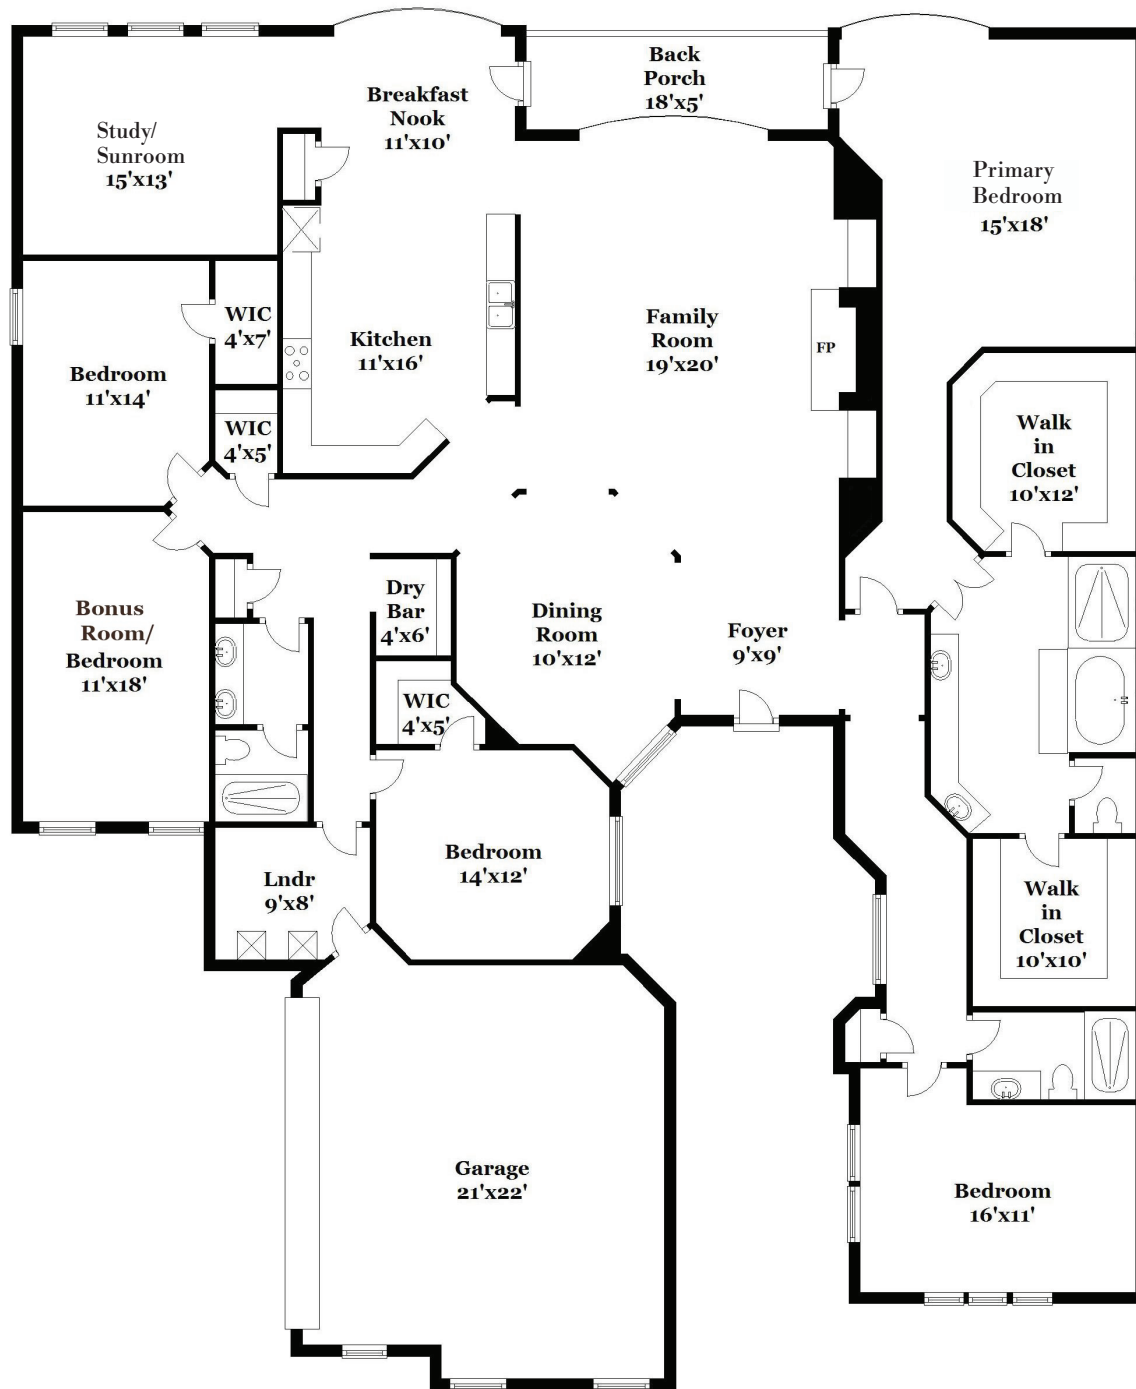 Back
Porch
18'x5'
Breakfast
Nook
11'x10'
Study/
Sunroom
15'x13'
Primary
Bedroom
15'x18'
WIC
4'x7'
Kitchen
11'x16'
Family
Room
19'x20'
FP
Bedroom
11'x14'
WIC
4'x5'
Walk
in
Closet
10'x12'
Bonus
Room/
Bedroom
11'x18'
Dry
Bar
4'x6'
Dining
Room
10'x12'
Foyer
9'x9'
WIC
4'x5'
Bedroom
14'x12'
Lndr
9'x8'
Walk
in
Closet
10'x10'
Garage
21'x22'
Bedroom
16'x11'